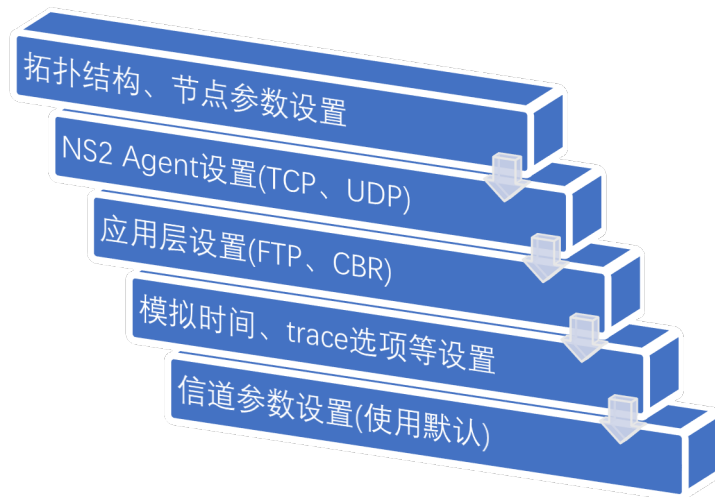 拓扑结构、节点参数设置
NS2 Agent设置(TCP、UDP)
应用层设置(FTP、CBR)
模拟时间、trace选项等设置
信道参数设置(使用默认)